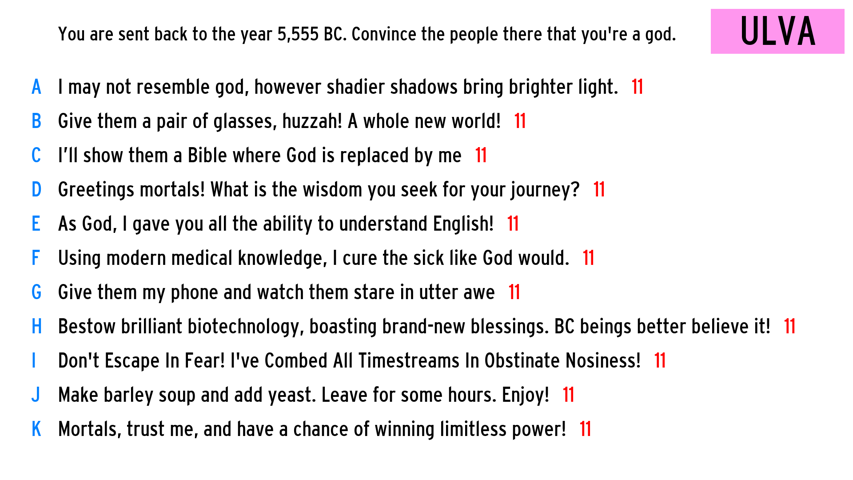 You are sent back to the year 5,555 BC. Convince the people there that you're a god.
ULVA
A I may not resemble god, however shadier shadows bring brighter light. 11
B Give them a pair of glasses, huzzah! A whole new world! 11
C I'll show them a Bible where God is replaced by me 11
D Greetings mortals! What is the wisdom you seek for your journey? 11
E As God, I gave you all the ability to understand English! 11
F Using modern medical knowledge, I cure the sick like God would. 11
G Give them my phone and watch them stare in utter awe 11
H Bestow brilliant biotechnology, boasting brand-new blessings. BC beings better believe it! 11
I Don't Escape In Fear! I've Combed All Timestreams In Obstinate Nosiness! 11
J Make barley soup and add yeast. Leave for some hours. Enjoy! 11
K Mortals, trust me, and have a chance of winning limitless power! 11